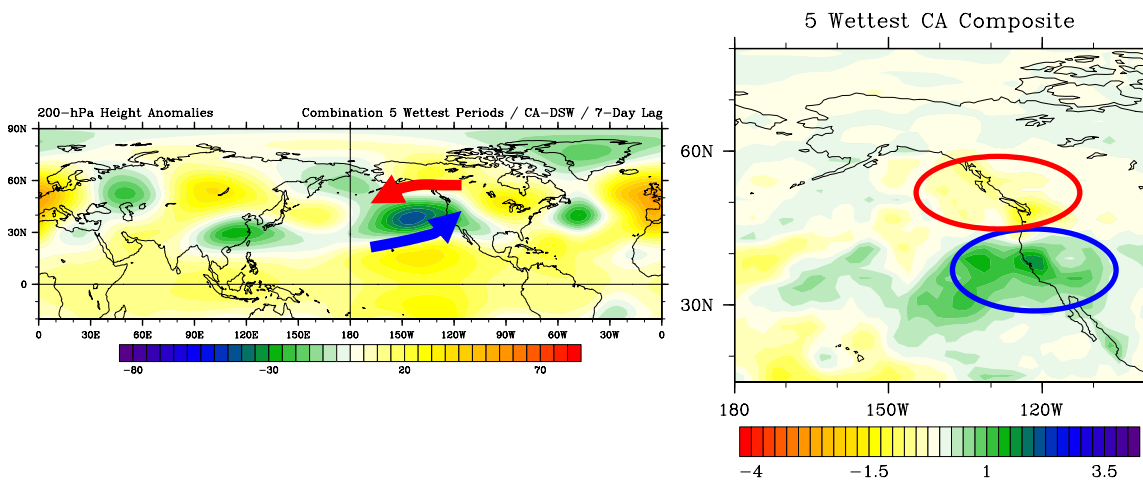 5 Wettest CA Composite
200-hPa Height Anomalies Combination 5 Wettest Periods / CA-DSW / 7-Day Lag
90N
60N
30N
0
0 30E 60E 90E 120E 150E 180 150W 120W 90W 60W 30W 0
-80 -30 20 70
60N
30N
180 150W 120W
-4 -1.5 1 3.5